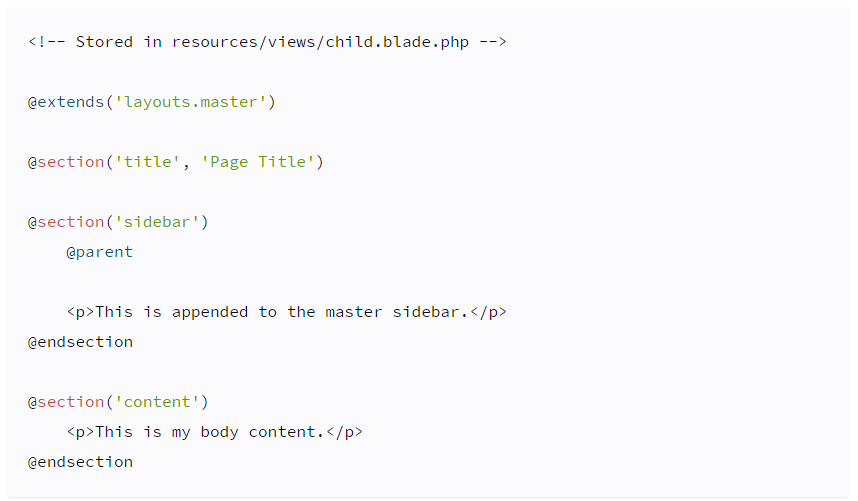 <!-- Stored in resources/views/child.blade.php -->
@extends('layouts.master')
@section('title', 'Page Title')
@section('sidebar')
@parent
<p>This is appended to the master sidebar.</p>
@endsection
@section('content')
<p>This is my body content.</p>
@endsection